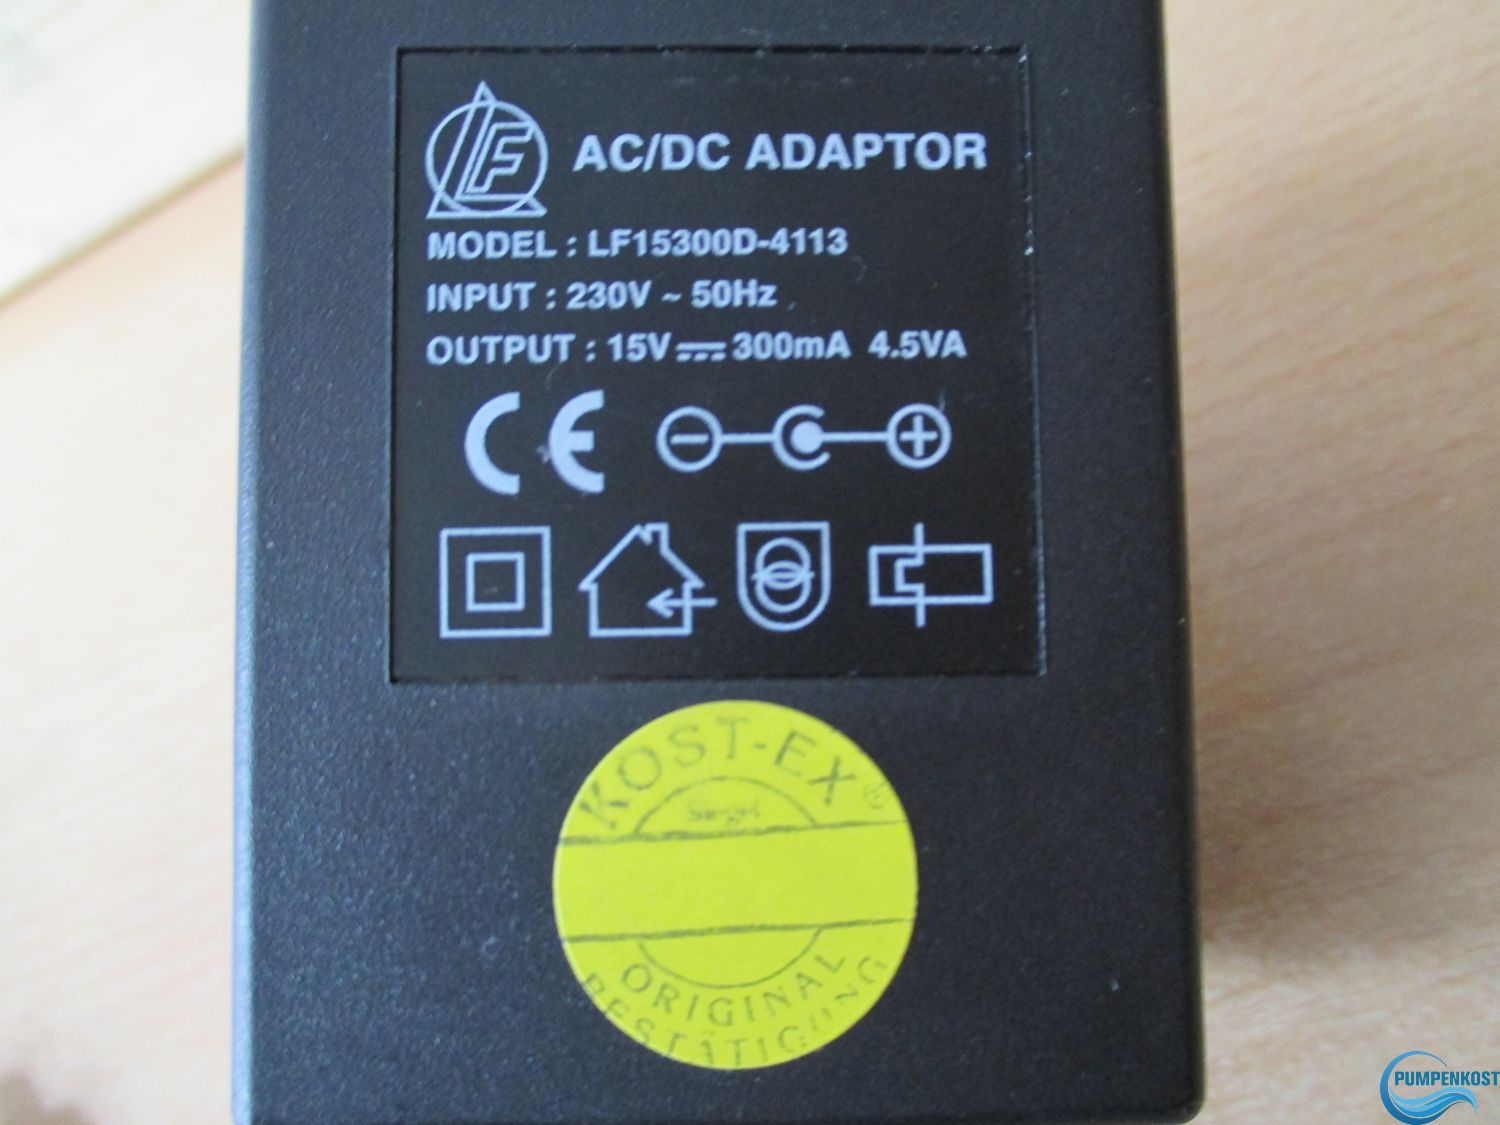 LF
AC/DC ADAPTOR
MODEL : LF15300D-4113
INPUT : 230V ~ 50Hz
OUTPUT : 15V ⎓ 300mA 4.5VA
CE
KOST-EX®
Siegel
ORIGINAL
BESTÄTIGUNG
PUMPENKOST